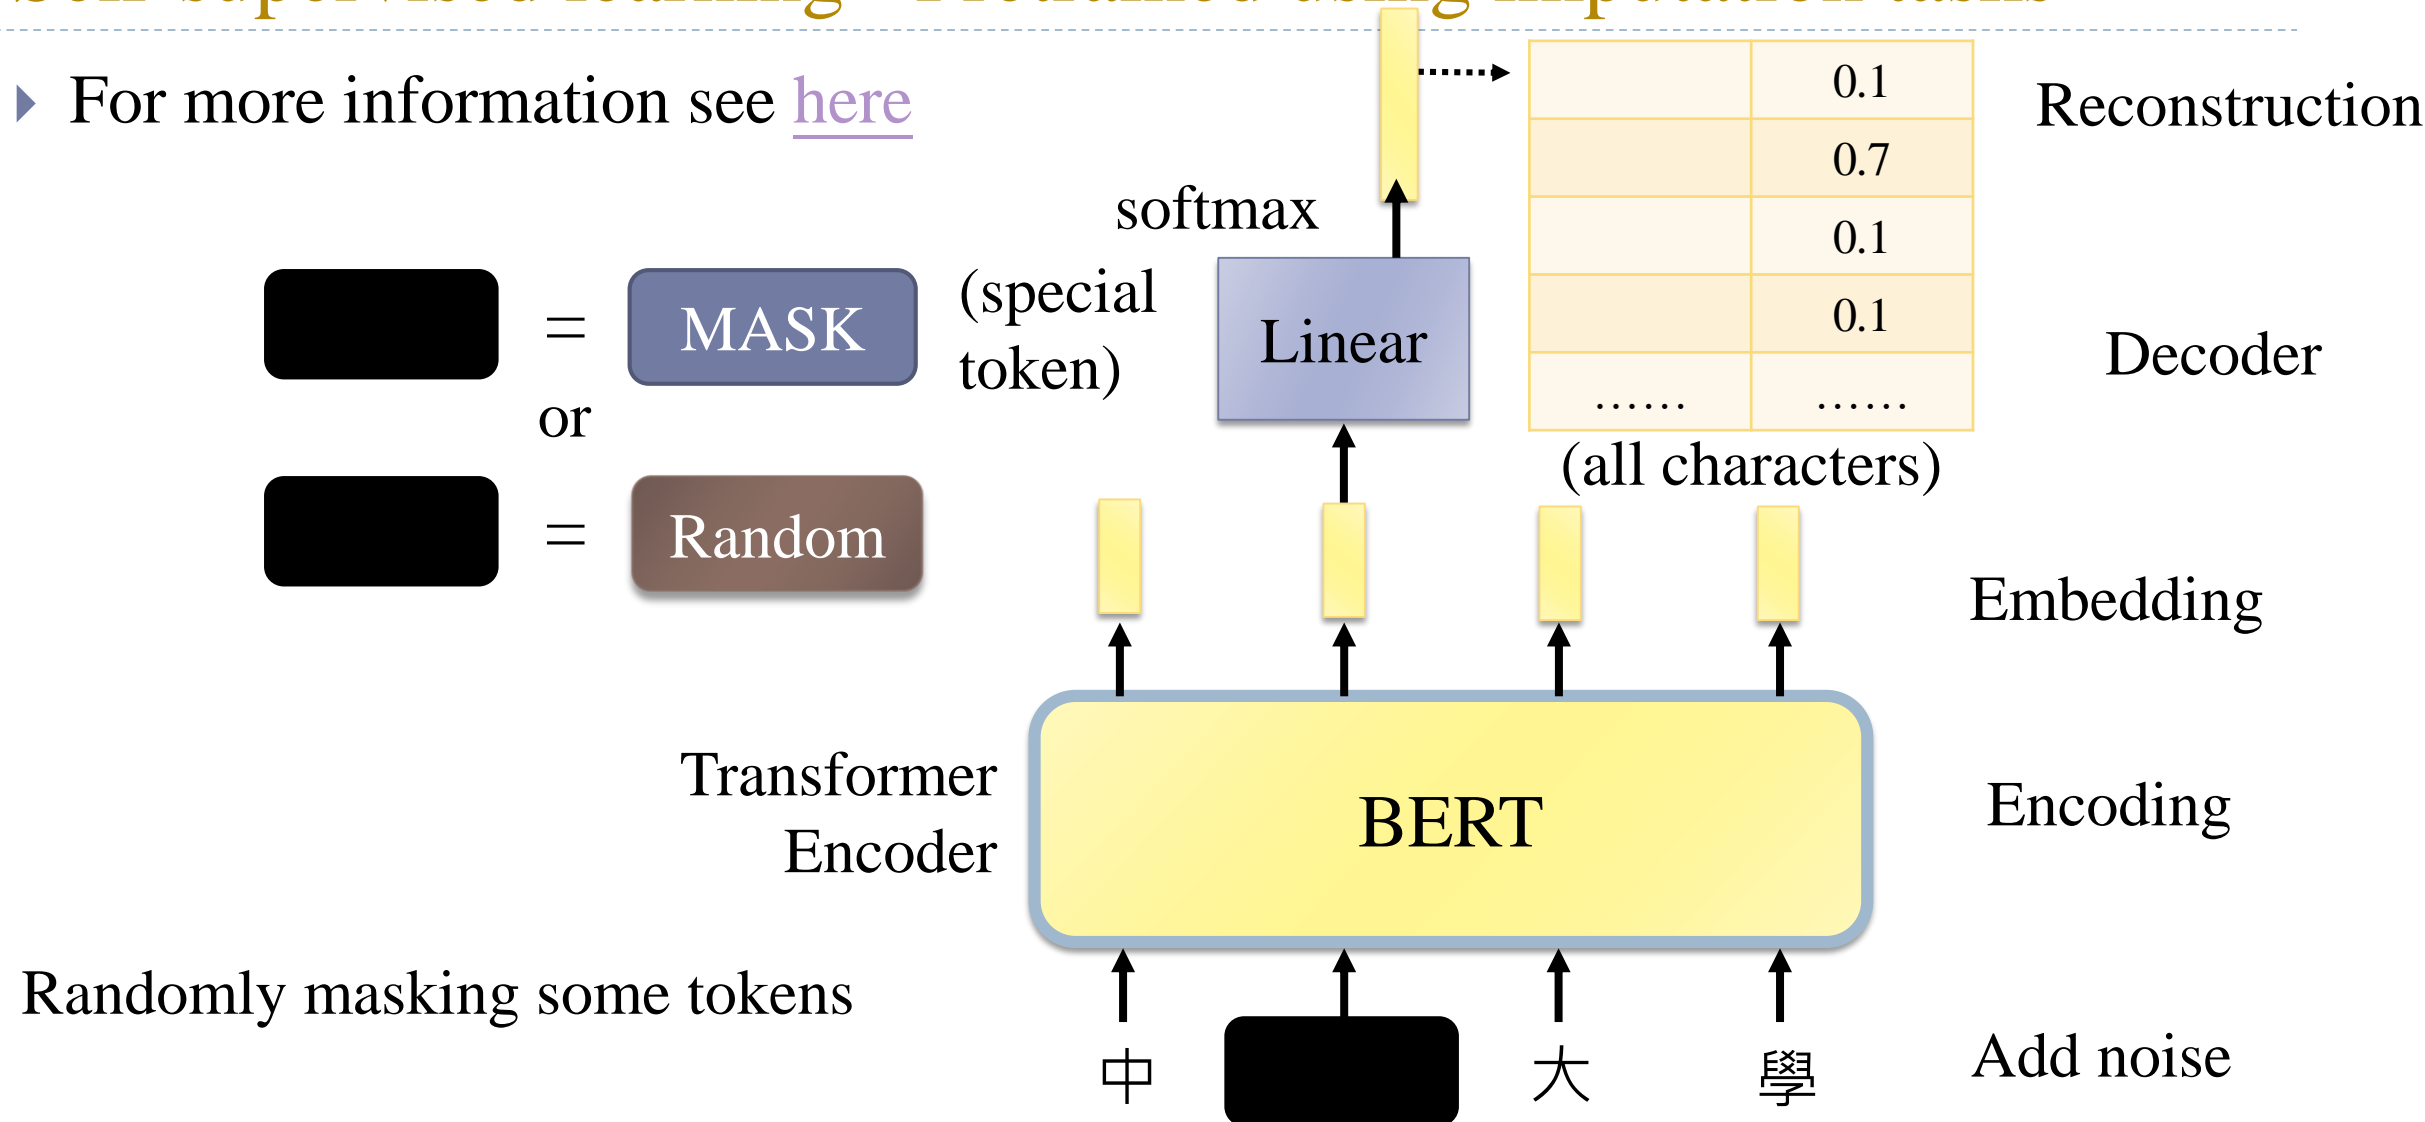 For more information see here
0.1
0.7
0.1
0.1
…… ……
(all characters)
Reconstruction
softmax
MASK
(special
token)
=
or
Random
=
Linear
Decoder
Embedding
Transformer
Encoder
BERT
Encoding
Randomly masking some tokens
中 大 學
Add noise